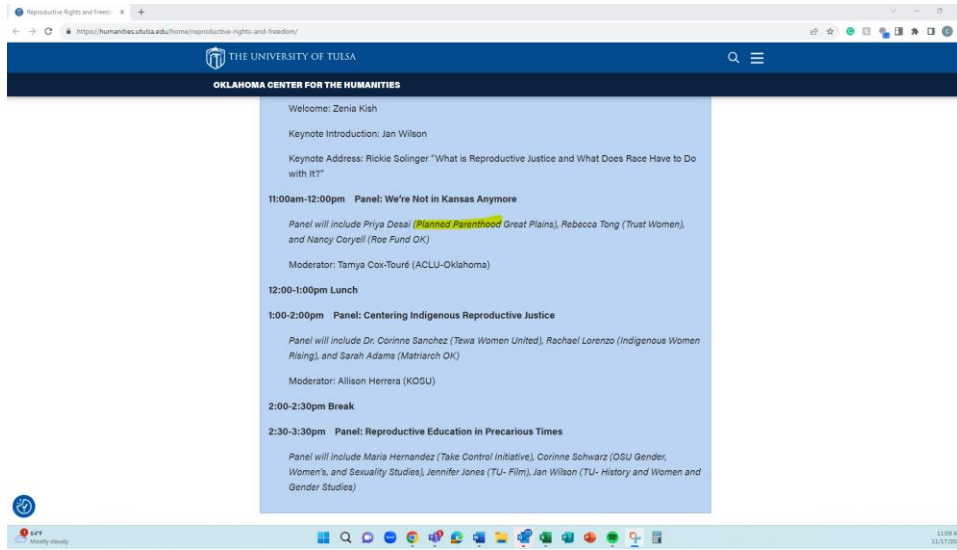 Reproductive Rights and Freedo
https://humanities.utulsa.edu/home/reproductive-rights-and-freedom/
THE UNIVERSITY OF TULSA
OKLAHOMA CENTER FOR THE HUMANITIES
Welcome: Zenia Kish
Keynote Introduction: Jan Wilson
Keynote Address: Rickie Solinger "What is Reproductive Justice and What Does Race Have to Do
with It?"
11:00am-12:00pm Panel: We're Not in Kansas Anymore
Panel will include Priya Desai (Planned Parenthood Great Plains), Rebecca Tong (Trust Women),
and Nancy Coryell (Roe Fund OK)
Moderator: Tamya Cox-Touré (ACLU-Oklahoma)
12:00-1:00pm Lunch
1:00-2:00pm Panel: Centering Indigenous Reproductive Justice
Panel will include Dr. Corinne Sanchez (Tewa Women United), Rachael Lorenzo (Indigenous Women
Rising), and Sarah Adams (Matriarch OK)
Moderator: Allison Herrera (KOSU)
2:00-2:30pm Break
2:30-3:30pm Panel: Reproductive Education in Precarious Times
Panel will include Maria Hernandez (Take Control Initiative), Corinne Schwarz (OSU Gender,
Women's, and Sexuality Studies), Jennifer Jones (TU- Film), Jan Wilson (TU- History and Women and
Gender Studies)
64°F
Mostly cloudy
11:09 A
11/17/20